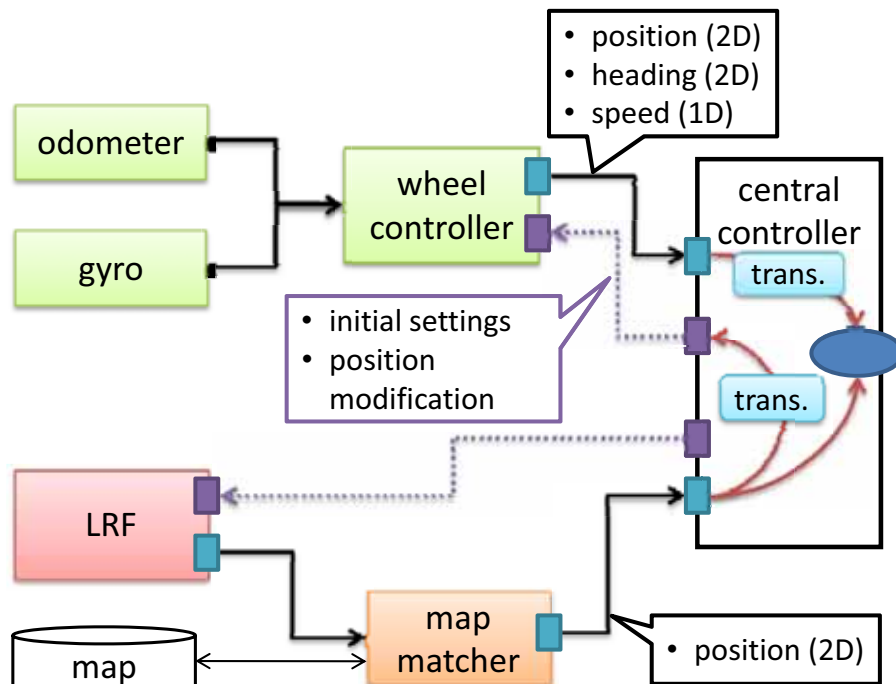 • position (2D)
• heading (2D)
• speed (1D)
odometer
wheel
controller
central
controller
gyro
trans.
• initial settings
• position
modification
trans.
LRF
map
matcher
• position (2D)
map